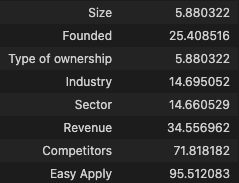 Size 5.880322
Founded 25.408516
Type of ownership 5.880322
Industry 14.695052
Sector 14.660529
Revenue 34.556962
Competitors 71.818182
Easy Apply 95.512083